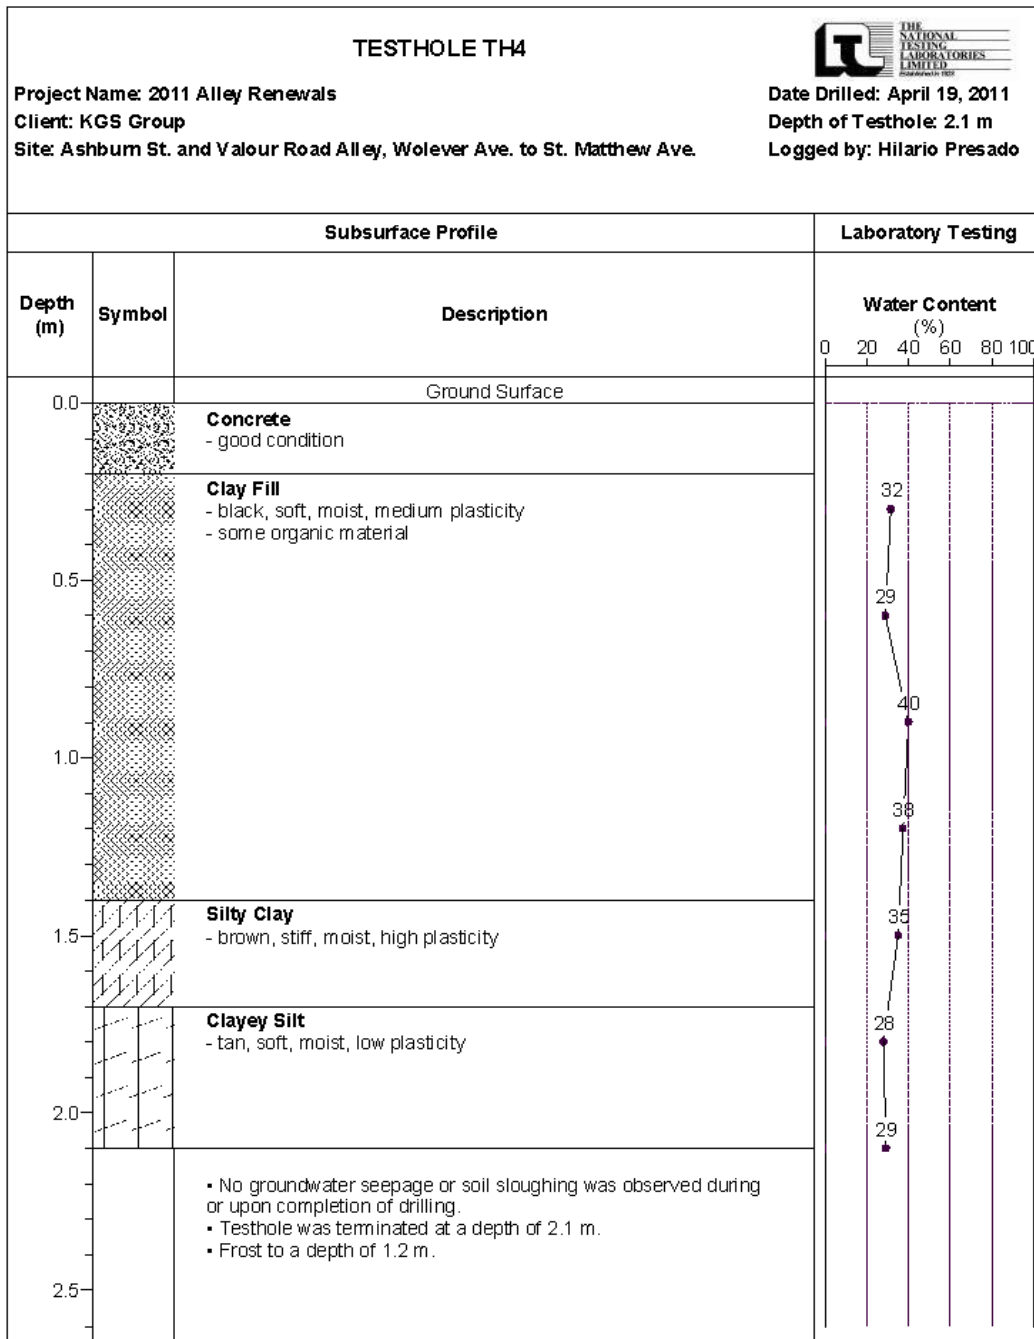 TESTHOLE TH4
THE
NATIONAL
TESTING
LABORATORIES
LIMITED
Established in 1923
Project Name: 2011 Alley Renewals
Date Drilled: April 19, 2011
Client: KGS Group
Depth of Testhole: 2.1 m
Site: Ashburn St. and Valour Road Alley, Wolever Ave. to St. Matthew Ave.
Logged by: Hilario Presado
Subsurface Profile
Laboratory Testing
Depth
(m)
Symbol
Description
Water Content
(%)
0 20 40 60 80 100
Ground Surface
0.0
Concrete
- good condition
Clay Fill
- black, soft, moist, medium plasticity
- some organic material
32
0.5
29
40
1.0
38
Silty Clay
- brown, stiff, moist, high plasticity
35
1.5
Clayey Silt
- tan, soft, moist, low plasticity
28
2.0
29
▪ No groundwater seepage or soil sloughing was observed during
or upon completion of drilling.
▪ Testhole was terminated at a depth of 2.1 m.
▪ Frost to a depth of 1.2 m.
2.5